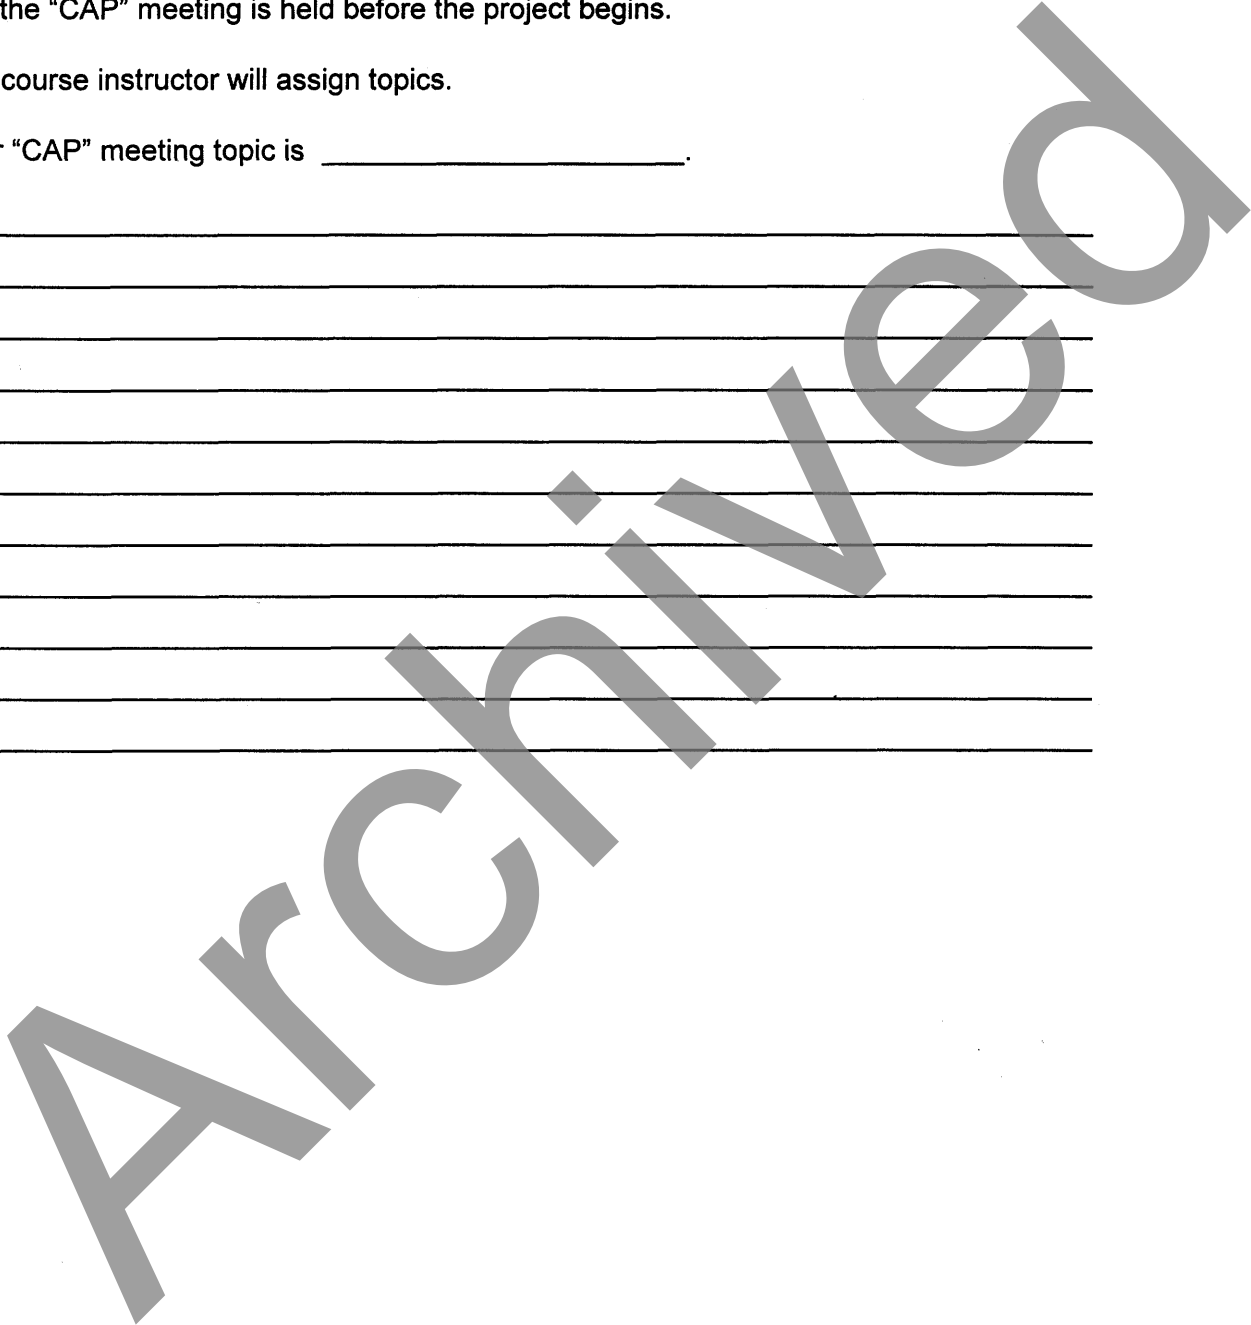 the “CAP” meeting is held before the project begins.
course instructor will assign topics.
“CAP” meeting topic is ____________________.
Archived